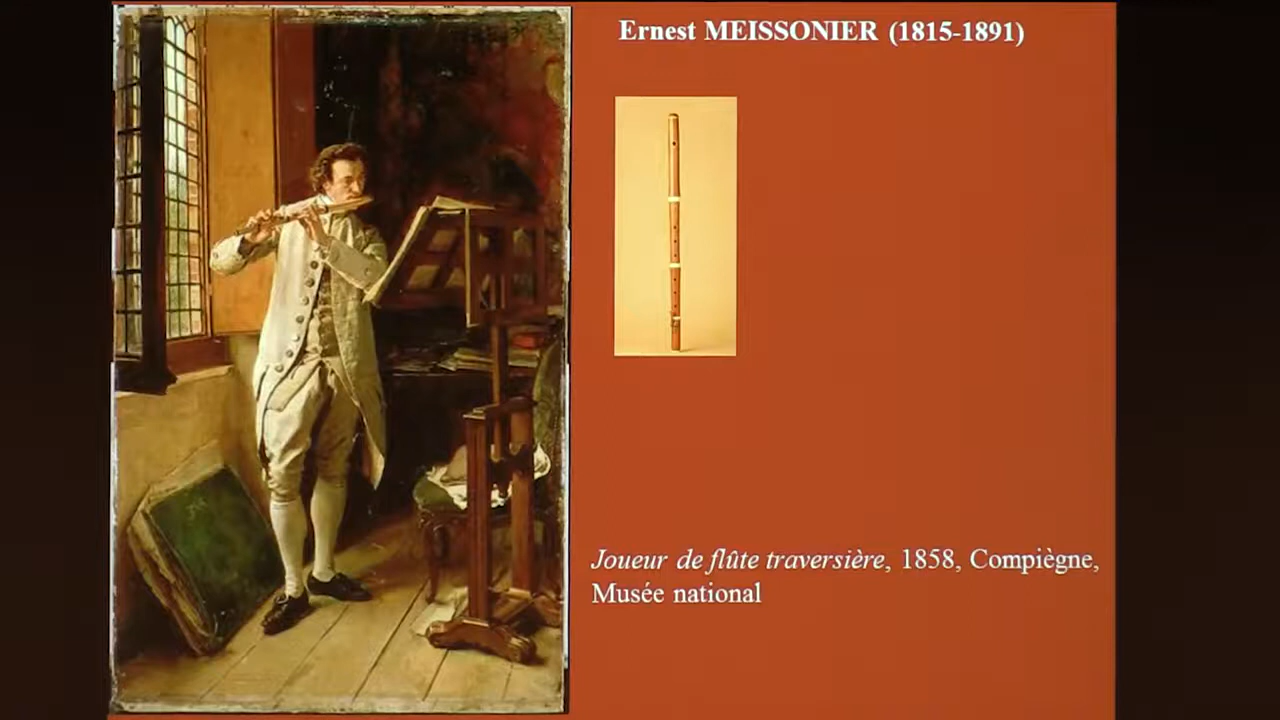 Ernest MEISSONIER (1815-1891)
Joueur de flûte traversière, 1858, Compiègne,
Musée national